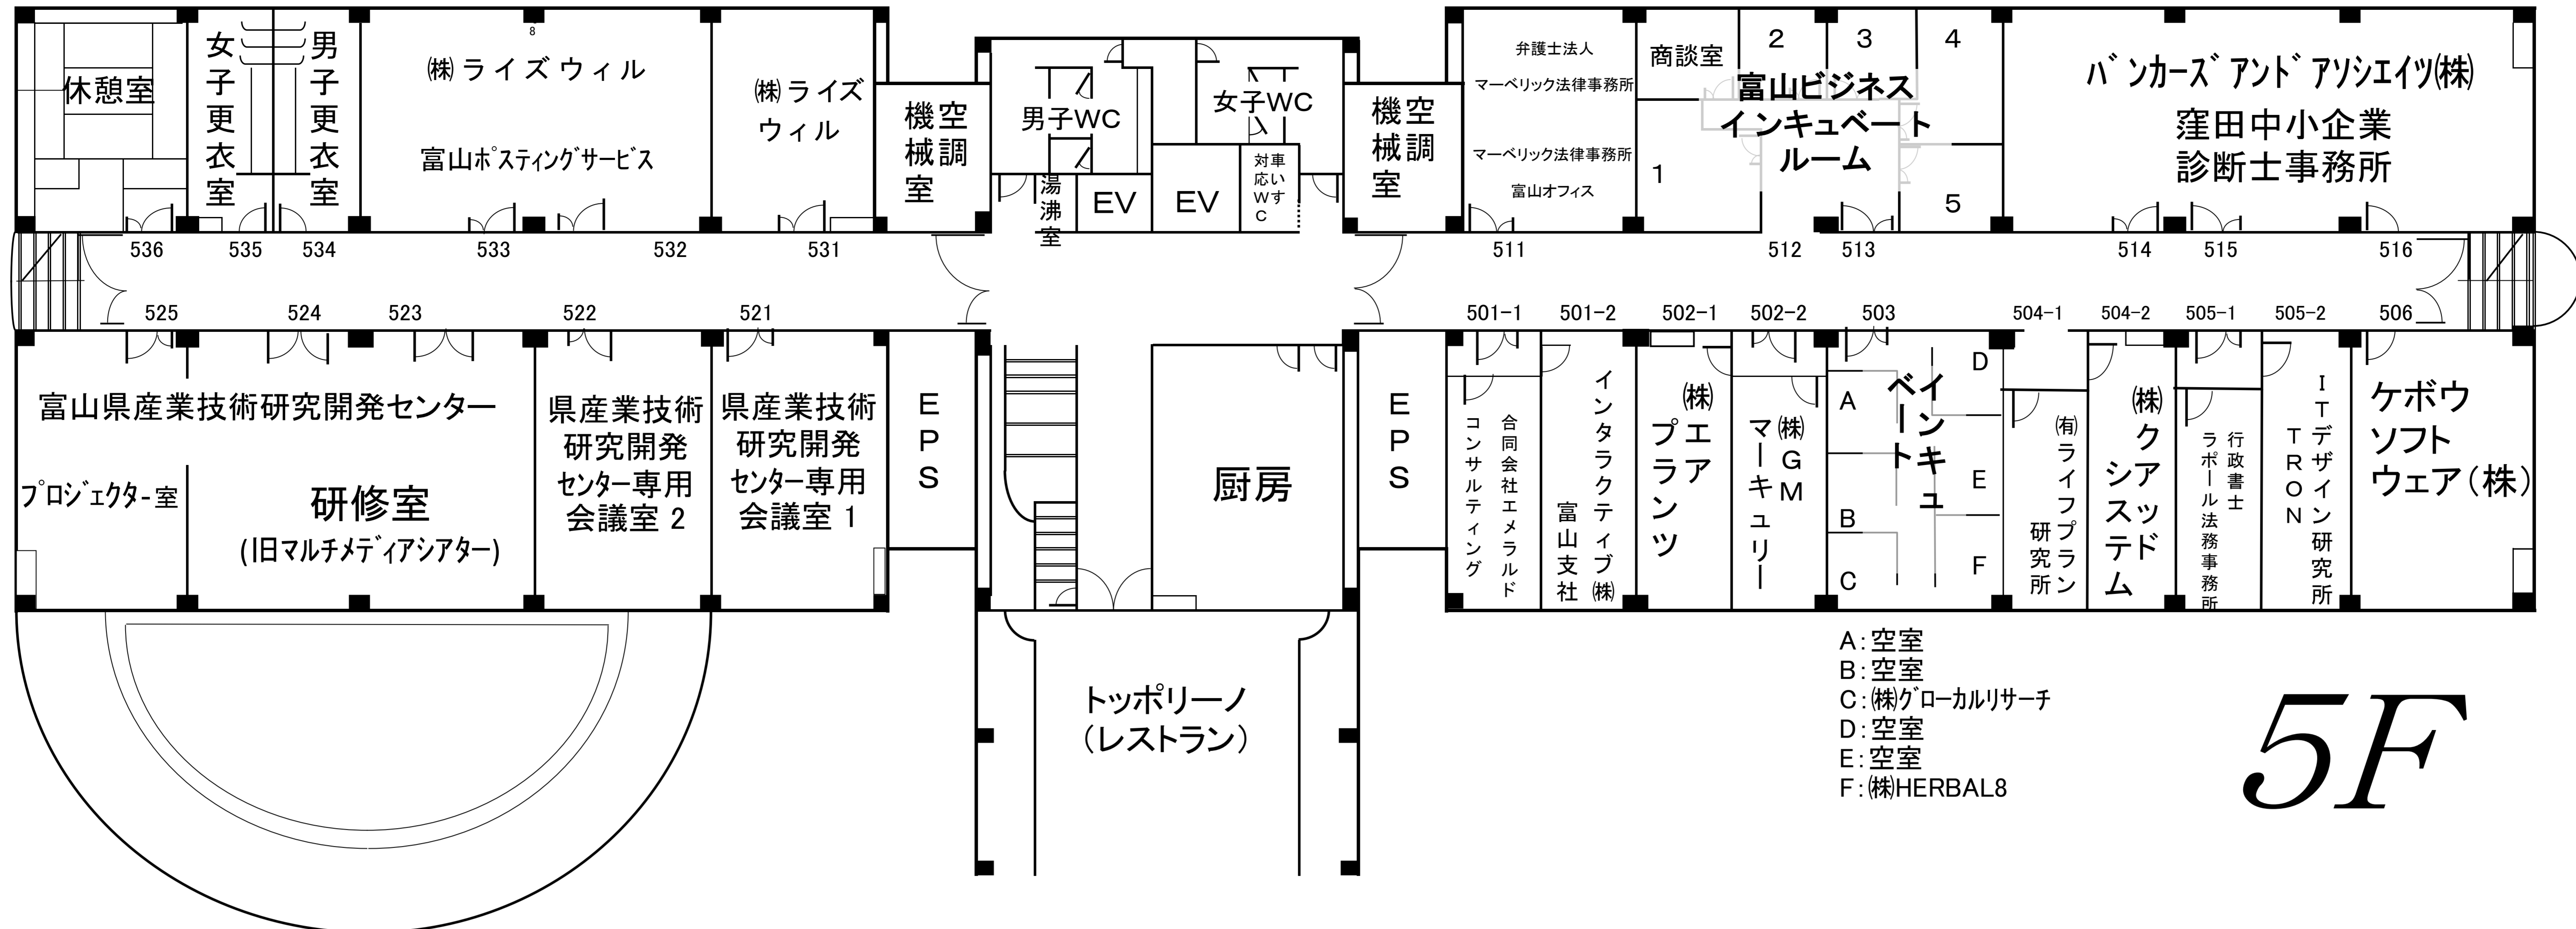 休憩室
女子更衣室
男子更衣室
8
㈱ライズウィル
富山ﾎﾟｽﾃｨﾝｸﾞサービス
㈱ライズ
ウィル
空調
機械室
男子WC
女子WC
湯沸室
EV
EV
車いす
対応WC
空調
機械室
弁護士法人
マーベリック法律事務所
マーベリック法律事務所
富山オフィス
商談室
1
2
3
4
5
富山ビジネス
インキュベート
ルーム
ﾊﾞﾝｶｰｽﾞｱﾝﾄﾞｱｿｼｴｲﾂ㈱
窪田中小企業
診断士事務所
536
535
534
533
532
531
511
512
513
514
515
516
525
524
523
522
521
501-1
501-2
502-1
502-2
503
504-1
504-2
505-1
505-2
506
富山県産業技術研究開発センター
ﾌﾟﾛｼﾞｪｸﾀｰ室
研修室
(旧マルチメディアシアター)
県産業技術
研究開発
センター専用
会議室 2
県産業技術
研究開発
センター専用
会議室 1
EPS
厨房
EPS
合同会社エメラルド
コンサルティング
インタラクティブ㈱
富山支社
㈱エア
プランツ
㈱GM
マーキュリー
インキュ
ベート
A
B
C
D
E
F
㈲ライフプラン
研究所
㈱クアッド
システム
行政書士
ラポール法務事務所
ITデザイン研究所
TRON
ケボウ
ソフト
ウェア(株)
トッポリーノ
(レストラン)
A:空室
B:空室
C:㈱ｸﾞﾛｰｶﾙﾘｻｰﾁ
D:空室
E:空室
F:㈱HERBAL8
5F